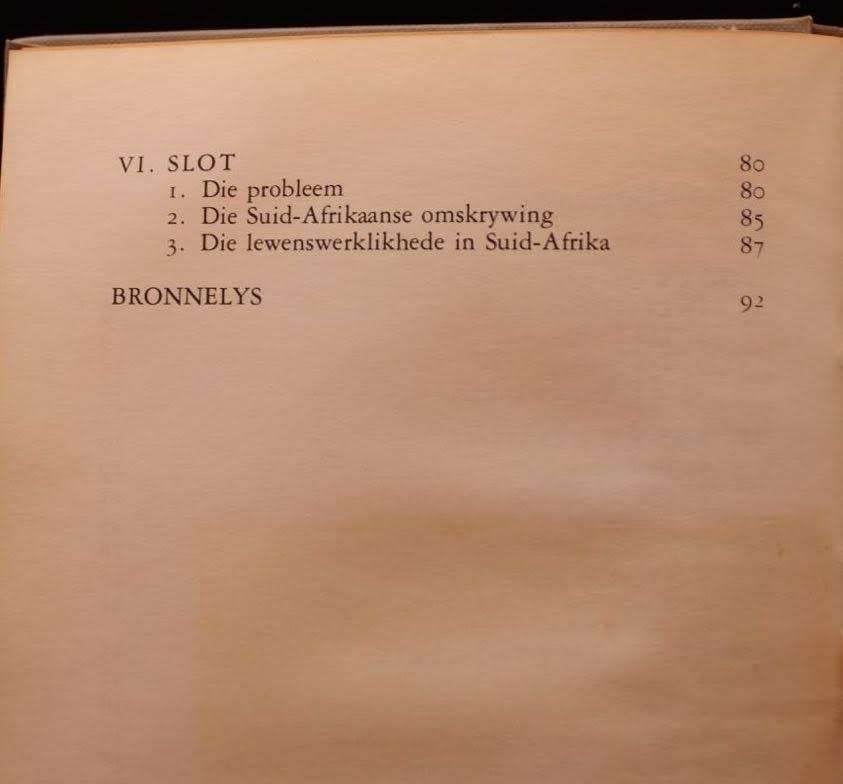 VI. SLOT 80
1. Die probleem 80
2. Die Suid-Afrikaanse omskrywing 85
3. Die lewenswerklikhede in Suid-Afrika 87
BRONNELYS 92